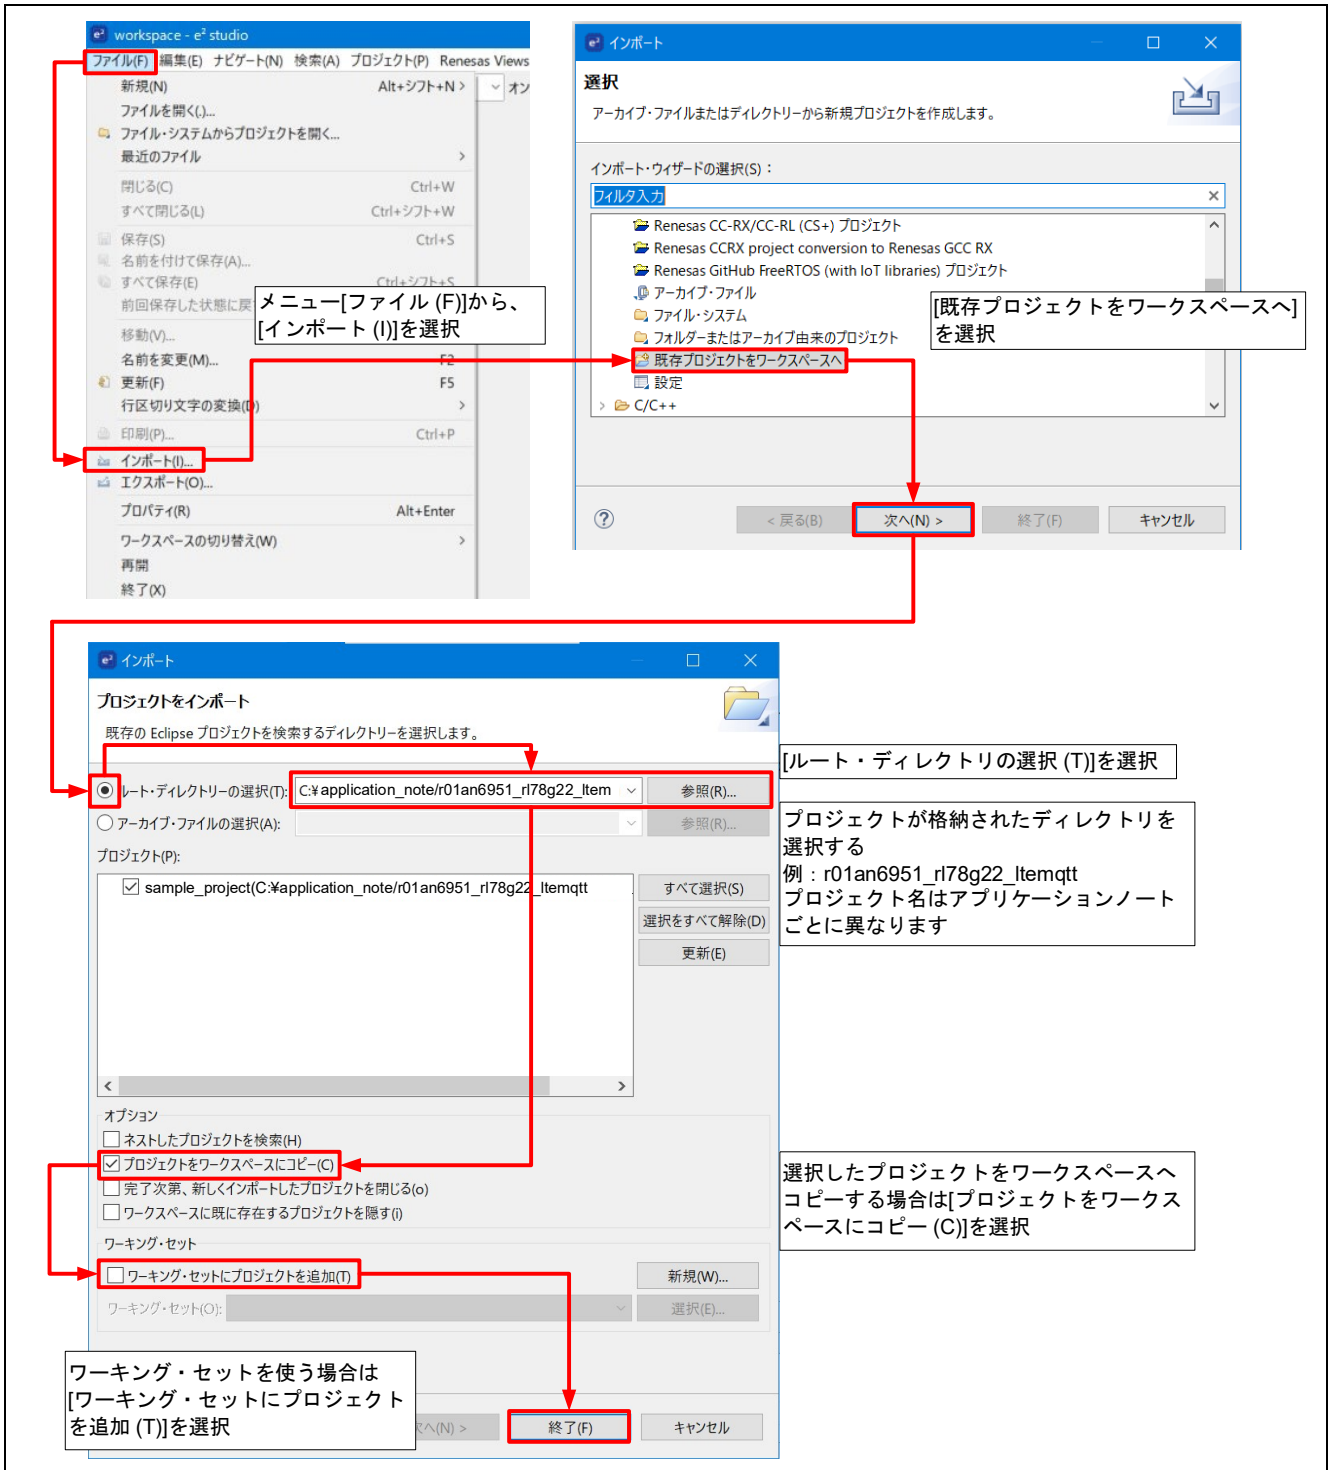 workspace - e² studio
ファイル(F) 編集(E) ナビゲート(N) 検索(A) プロジェクト(P) Renesas Views
新規(N) Alt+シフト+N > オン
ファイルを開く(.)...
ファイル・システムからプロジェクトを開く...
最近のファイル >
閉じる(C) Ctrl+W
すべて閉じる(L) Ctrl+シフト+W
保存(S) Ctrl+S
名前を付けて保存(A)...
すべて保存(E) Ctrl+シフト+S
前回保存した状態に戻
メニュー[ファイル (F)]から、
[インポート (I)]を選択
移動(V)...
名前を変更(M)... F2
更新(F) F5
行区切り文字の変換(D) >
印刷(P)... Ctrl+P
インポート(I)...
エクスポート(O)...
プロパティ(R) Alt+Enter
ワークスペースの切り替え(W) >
再開
終了(X)
インポート
選択
アーカイブ・ファイルまたはディレクトリーから新規プロジェクトを作成します。
インポート・ウィザードの選択(S)：
フィルタ入力
Renesas CC-RX/CC-RL (CS+) プロジェクト
Renesas CCRX project conversion to Renesas GCC RX
Renesas GitHub FreeRTOS (with IoT libraries) プロジェクト
アーカイブ・ファイル
ファイル・システム
フォルダーまたはアーカイブ由来のプロジェクト
既存プロジェクトをワークスペースへ
設定
> C/C++
[既存プロジェクトをワークスペースへ]
を選択
< 戻る(B) 次へ(N) > 終了(F) キャンセル
インポート
プロジェクトをインポート
既存の Eclipse プロジェクトを検索するディレクトリーを選択します。
ルート・ディレクトリーの選択(T): C:¥application_note/r01an6951_rl78g22_ltem 参照(R)...
アーカイブ・ファイルの選択(A): 参照(R)...
プロジェクト(P):
sample_project(C:¥application_note/r01an6951_rl78g22_ltemqtt
すべて選択(S)
選択をすべて解除(D)
更新(E)
[ルート・ディレクトリの選択 (T)]を選択
プロジェクトが格納されたディレクトリを
選択する
例：r01an6951_rl78g22_ltemqtt
プロジェクト名はアプリケーションノート
ごとに異なります
オプション
ネストしたプロジェクトを検索(H)
プロジェクトをワークスペースにコピー(C)
完了次第、新しくインポートしたプロジェクトを閉じる(o)
ワークスペースに既に存在するプロジェクトを隠す(i)
選択したプロジェクトをワークスペースへ
コピーする場合は[プロジェクトをワークス
ペースにコピー (C)]を選択
ワーキング・セット
ワーキング・セットにプロジェクトを追加(T) 新規(W)...
ワーキング・セット(O): 選択(E)...
ワーキング・セットを使う場合は
[ワーキング・セットにプロジェクト
を追加 (T)]を選択
次へ(N) > 終了(F) キャンセル